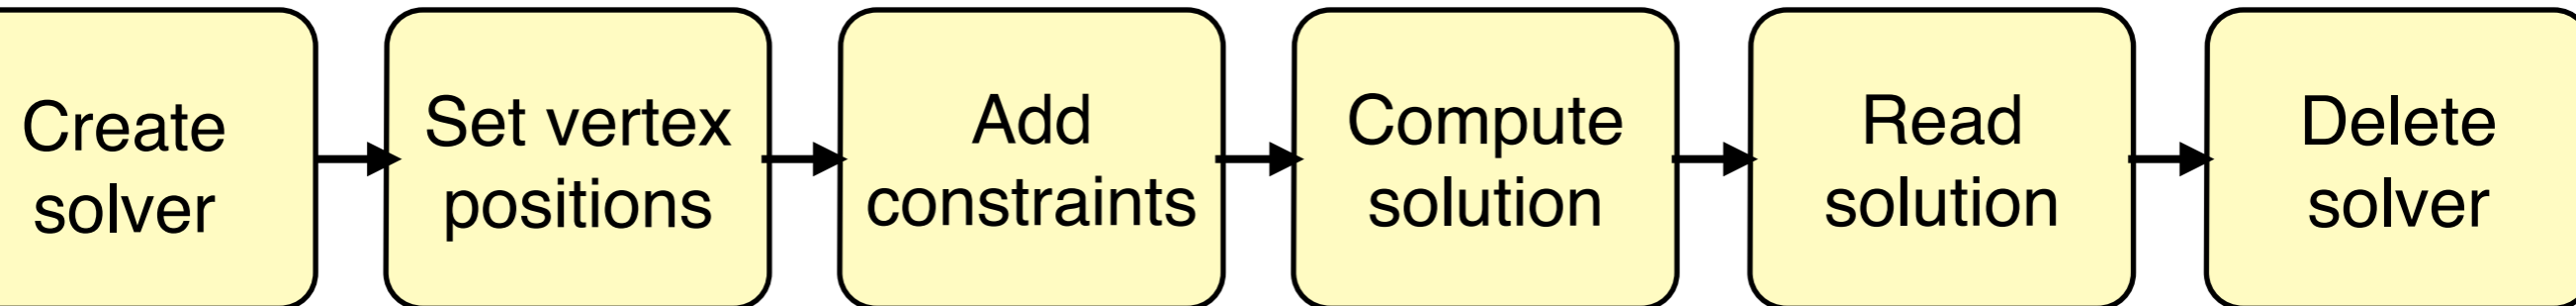 Create
solver
Set vertex
positions
Add
constraints
Compute
solution
Read
solution
Delete
solver